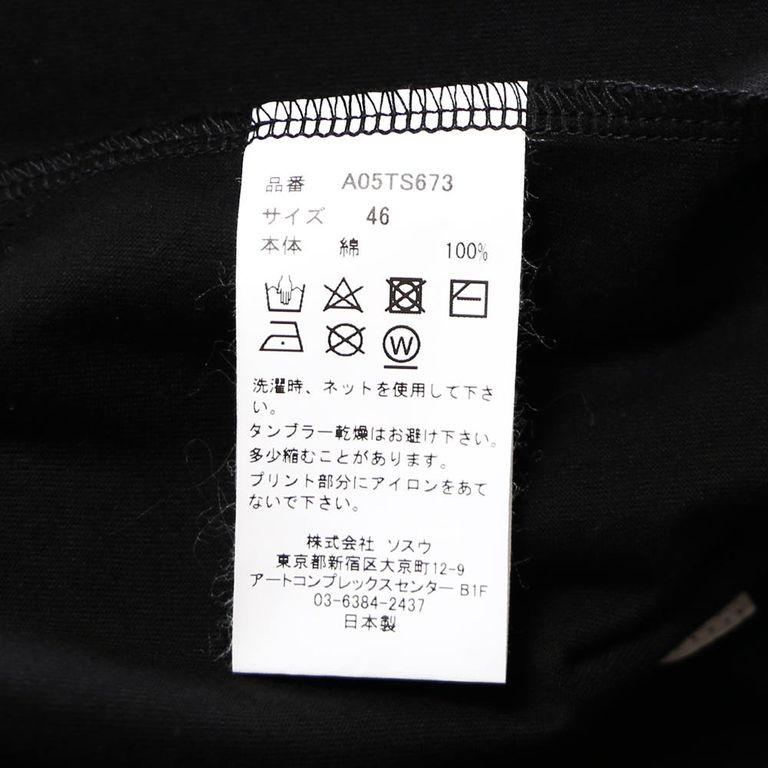 品番 A05TS673
サイズ 46
本体 綿 100%
W
洗濯時、ネットを使用して下さ
い。
タンブラー乾燥はお避け下さい。
多少縮むことがあります。
プリント部分にアイロンをあて
ないで下さい。
株式会社 ソスウ
東京都新宿区大京町12-9
アートコンプレックスセンター B1F
03-6384-2437
日本製